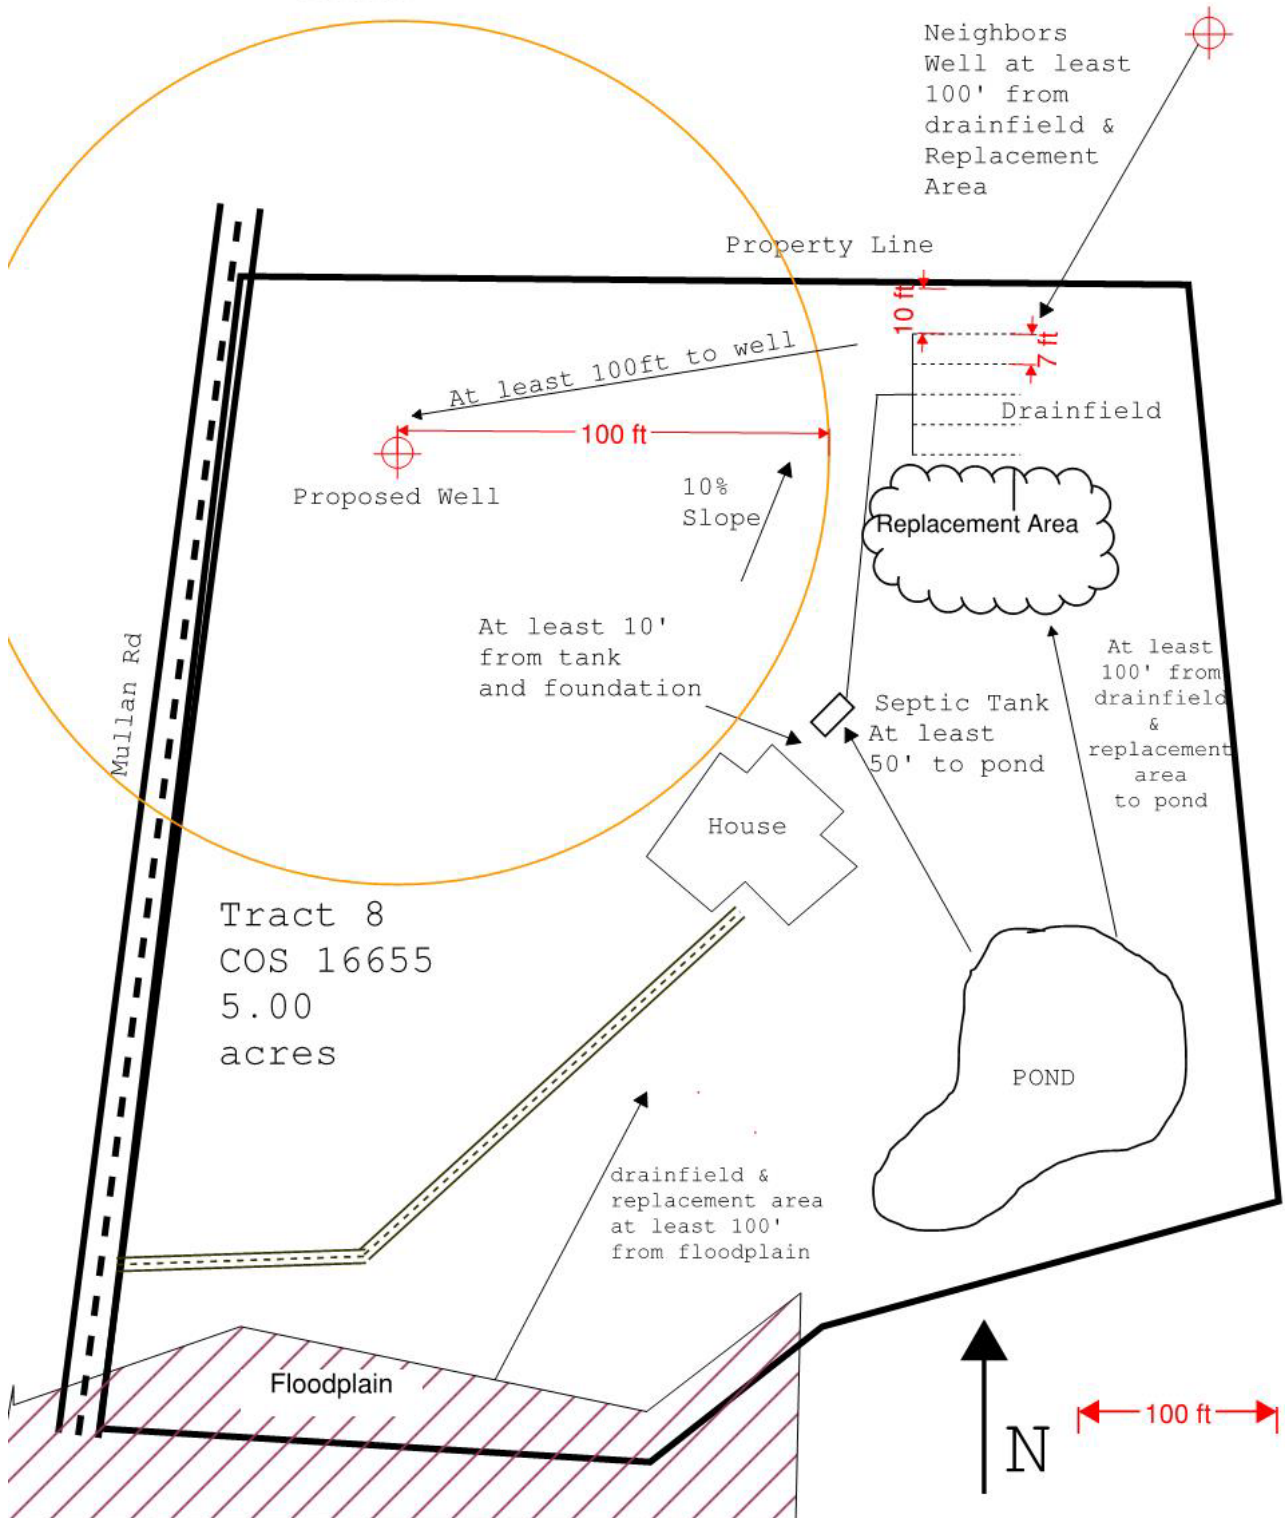 Neighbors
Well at least
100' from
drainfield &
Replacement
Area
Property Line
10 ft
7 ft
At least 100ft to well
100 ft
Drainfield
Proposed Well
10%
Slope
Replacement Area
At least 10'
from tank
and foundation
Mullan Rd
Septic Tank
At least
50' to pond
At least
100' from
drainfield
&
replacement
area
to pond
House
Tract 8
COS 16655
5.00
acres
POND
drainfield &
replacement area
at least 100'
from floodplain
Floodplain
N
100 ft